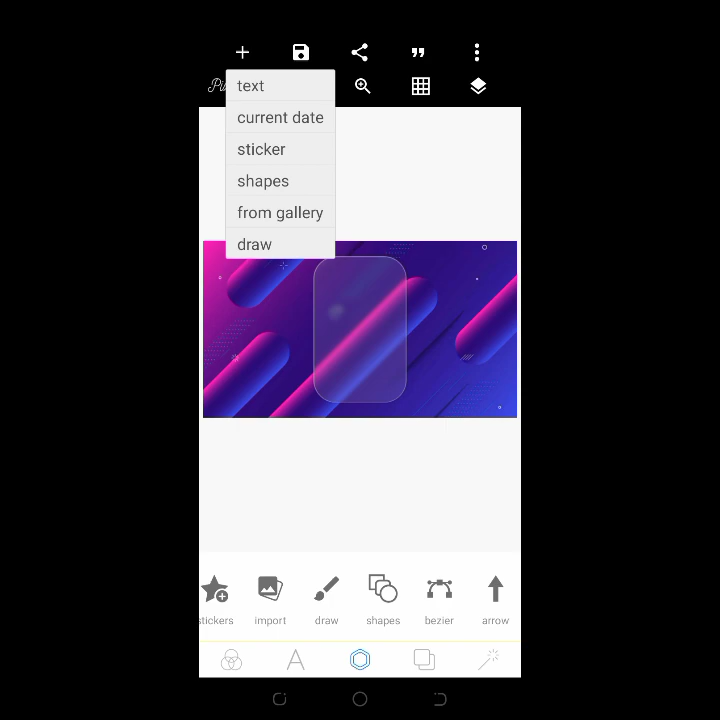 text
current date
sticker
shapes
from gallery
draw
stickers
import
draw
shapes
bezier
arrow